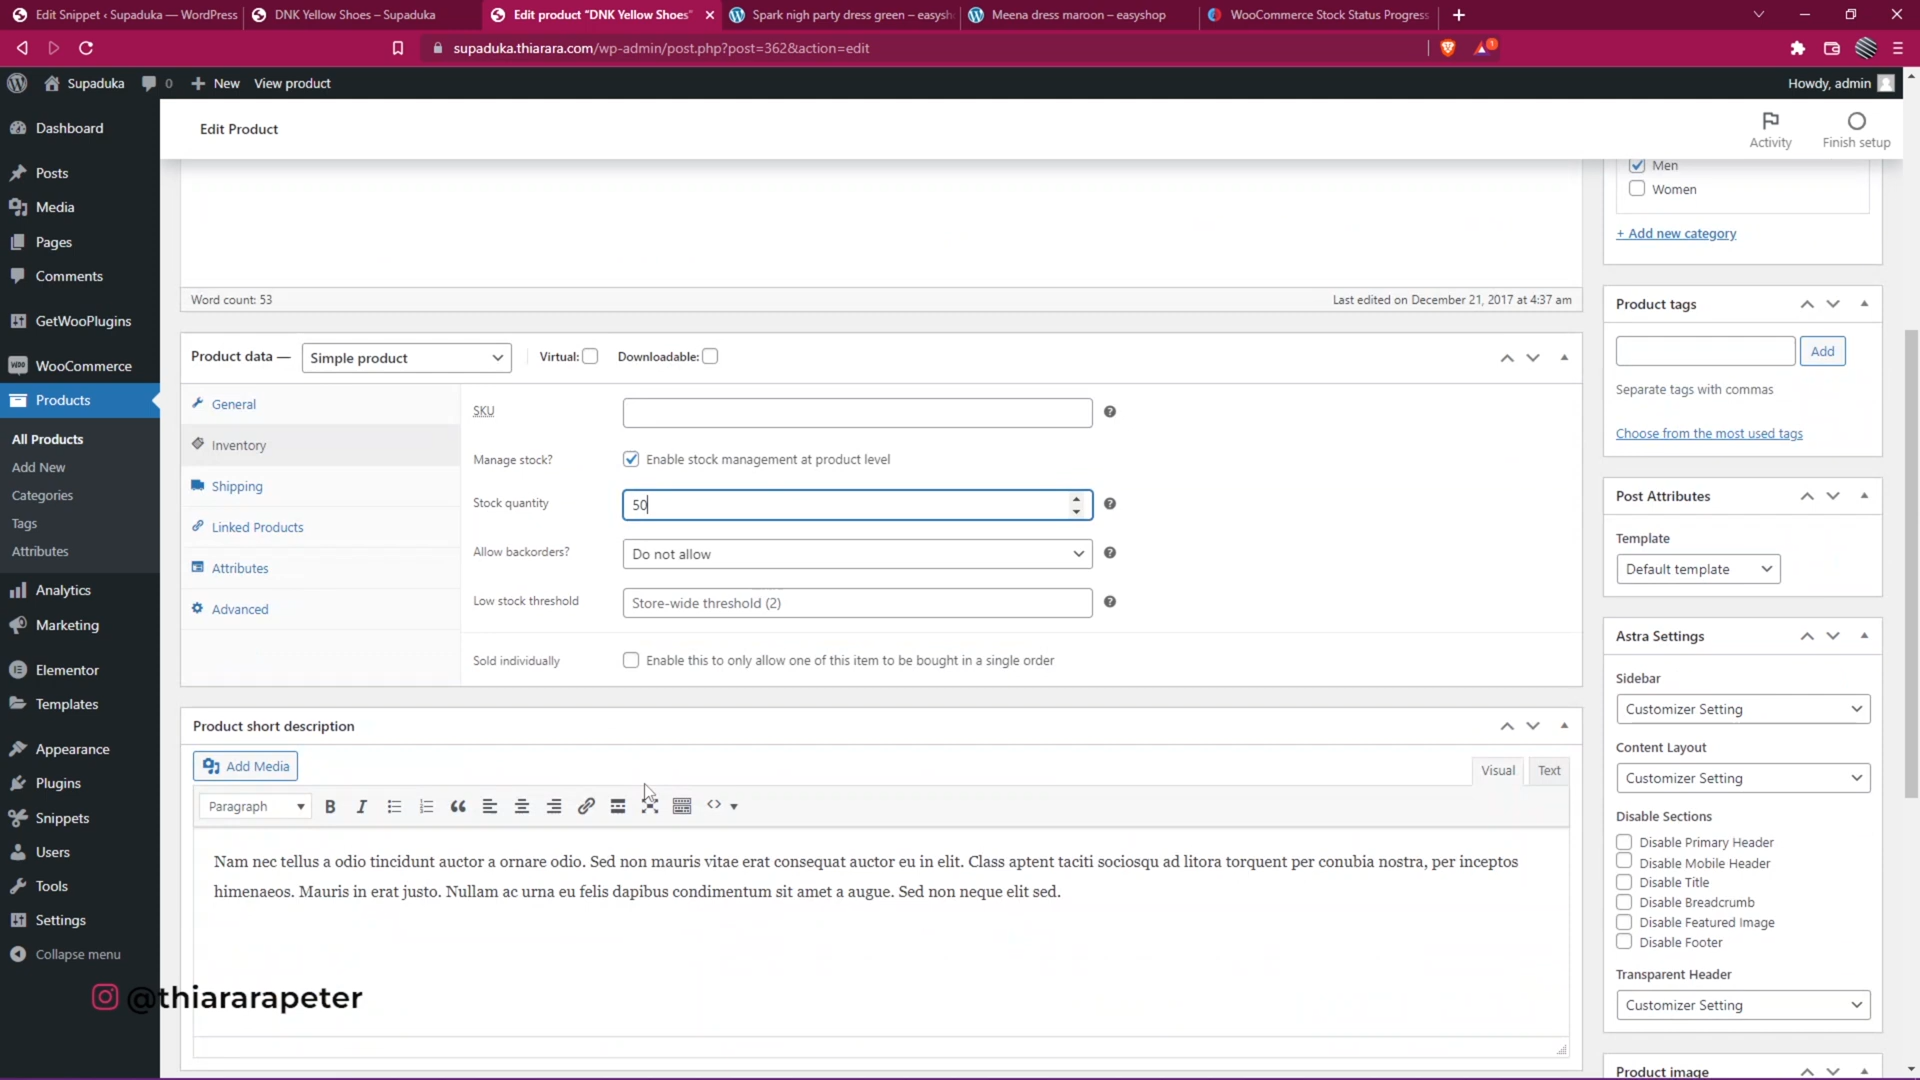 Edit Snippet ‹ Supaduka — WordPress
DNK Yellow Shoes – Supaduka
Edit product “DNK Yellow Shoes”
Spark nigh party dress green – easysh
Meena dress maroon – easyshop
WooCommerce Stock Status Progress
supaduka.thiarara.com/wp-admin/post.php?post=362&action=edit
1
Supaduka
0
New
View product
Howdy, admin
Dashboard
Posts
Media
Pages
Comments
GetWooPlugins
WooCommerce
Products
All Products
Add New
Categories
Tags
Attributes
Analytics
Marketing
Elementor
Templates
Appearance
Plugins
Snippets
Users
Tools
Settings
Collapse menu
Edit Product
Activity
Finish setup
Word count: 53
Last edited on December 21, 2017 at 4:37 am
Product data —
Simple product
Virtual:
Downloadable:
General
Inventory
Shipping
Linked Products
Attributes
Advanced
SKU
Manage stock?
Enable stock management at product level
Stock quantity
50
Allow backorders?
Do not allow
Low stock threshold
Store-wide threshold (2)
Sold individually
Enable this to only allow one of this item to be bought in a single order
Product short description
Add Media
Visual
Text
Paragraph
Nam nec tellus a odio tincidunt auctor a ornare odio. Sed non mauris vitae erat consequat auctor eu in elit. Class aptent taciti sociosqu ad litora torquent per conubia nostra, per inceptos
himenaeos. Mauris in erat justo. Nullam ac urna eu felis dapibus condimentum sit amet a augue. Sed non neque elit sed.
Men
Women
+ Add new category
Product tags
Add
Separate tags with commas
Choose from the most used tags
Post Attributes
Template
Default template
Astra Settings
Sidebar
Customizer Setting
Content Layout
Customizer Setting
Disable Sections
Disable Primary Header
Disable Mobile Header
Disable Title
Disable Breadcrumb
Disable Featured Image
Disable Footer
Transparent Header
Customizer Setting
Product image
@thiararapeter